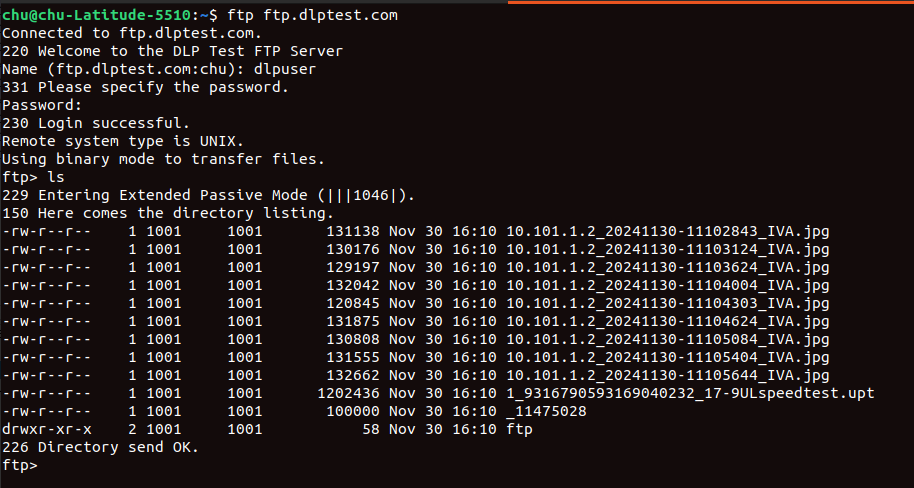 chu@chu-Latitude-5510:~$ ftp ftp.dlptest.com
Connected to ftp.dlptest.com.
220 Welcome to the DLP Test FTP Server
Name (ftp.dlptest.com:chu): dlpuser
331 Please specify the password.
Password:
230 Login successful.
Remote system type is UNIX.
Using binary mode to transfer files.
ftp> ls
229 Entering Extended Passive Mode (|||1046|).
150 Here comes the directory listing.
-rw-r--r--    1 1001     1001       131138 Nov 30 16:10 10.101.1.2_20241130-11102843_IVA.jpg
-rw-r--r--    1 1001     1001       130176 Nov 30 16:10 10.101.1.2_20241130-11103124_IVA.jpg
-rw-r--r--    1 1001     1001       129197 Nov 30 16:10 10.101.1.2_20241130-11103624_IVA.jpg
-rw-r--r--    1 1001     1001       132042 Nov 30 16:10 10.101.1.2_20241130-11104004_IVA.jpg
-rw-r--r--    1 1001     1001       120845 Nov 30 16:10 10.101.1.2_20241130-11104303_IVA.jpg
-rw-r--r--    1 1001     1001       131875 Nov 30 16:10 10.101.1.2_20241130-11104624_IVA.jpg
-rw-r--r--    1 1001     1001       130808 Nov 30 16:10 10.101.1.2_20241130-11105084_IVA.jpg
-rw-r--r--    1 1001     1001       131555 Nov 30 16:10 10.101.1.2_20241130-11105404_IVA.jpg
-rw-r--r--    1 1001     1001       132662 Nov 30 16:10 10.101.1.2_20241130-11105644_IVA.jpg
-rw-r--r--    1 1001     1001      1202436 Nov 30 16:10 1_9316790593169040232_17-9ULspeedtest.upt
-rw-r--r--    1 1001     1001       100000 Nov 30 16:10 _11475028
drwxr-xr-x    2 1001     1001           58 Nov 30 16:10 ftp
226 Directory send OK.
ftp>